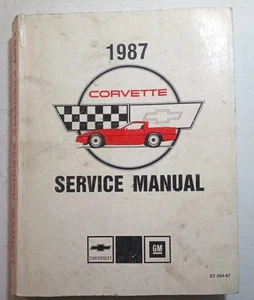 1987
CORVETTE
SERVICE MANUAL
ST-364-87
CHEVROLET
GM